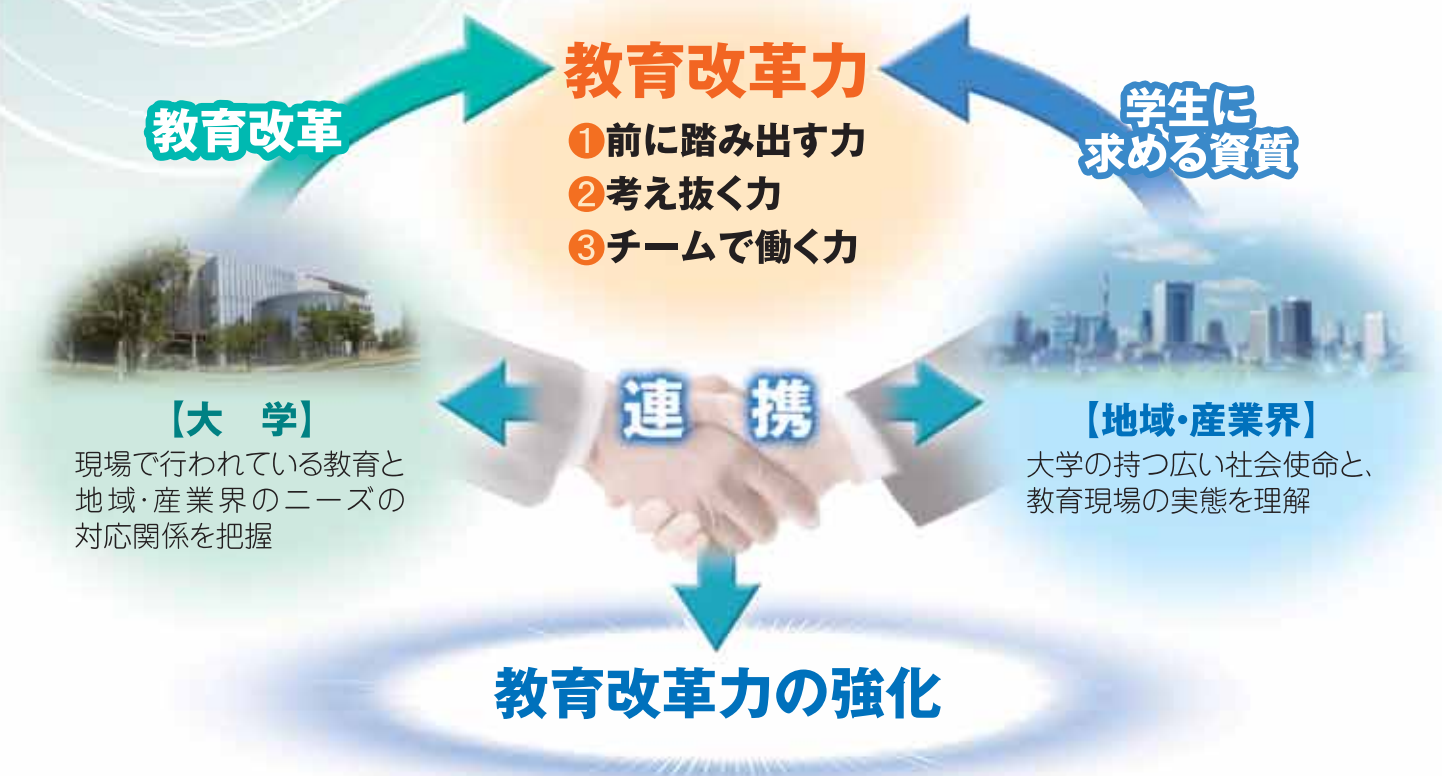 教育改革力
❶前に踏み出す力
❷考え抜く力
❸チームで働く力
教育改革
学生に
求める資質
連 携
【大 学】
現場で行われている教育と
地域・産業界のニーズの
対応関係を把握
【地域・産業界】
大学の持つ広い社会使命と、
教育現場の実態を理解
教育改革力の強化